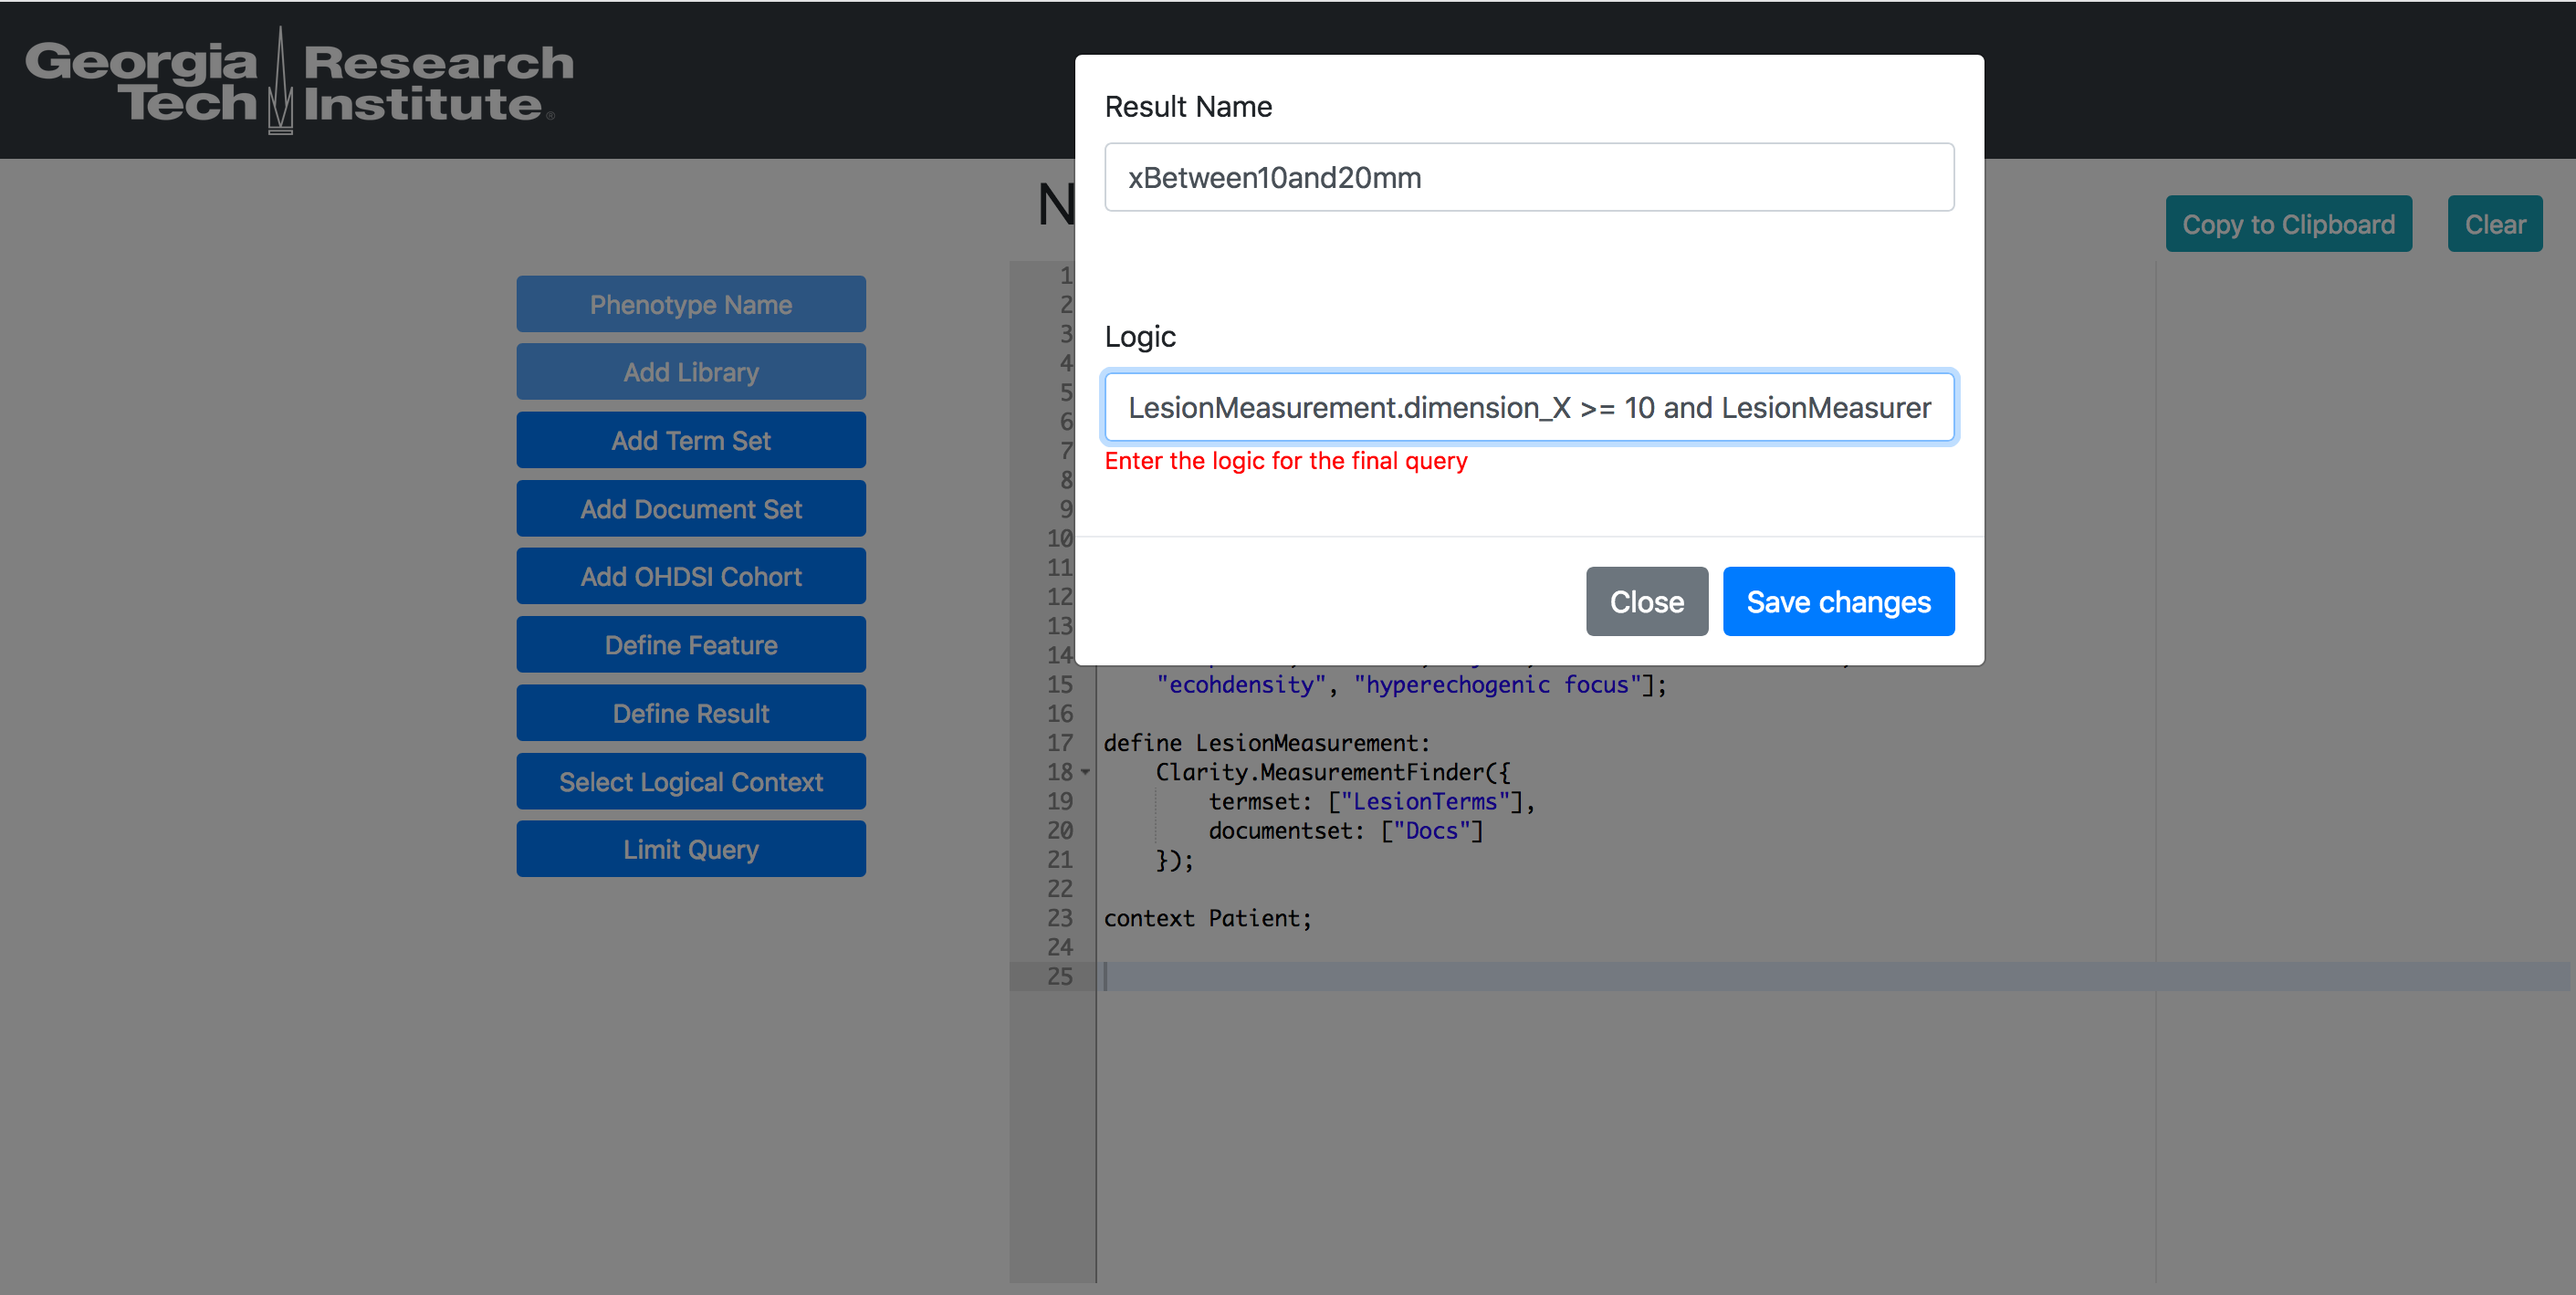 Georgia Tech Research Institute®
Result Name
xBetween10and20mm
Logic
LesionMeasurement.dimension_X >= 10 and LesionMeasurer
Enter the logic for the final query
Close
Save changes
N
Copy to Clipboard
Clear
Phenotype Name
Add Library
Add Term Set
Add Document Set
Add OHDSI Cohort
Define Feature
Define Result
Select Logical Context
Limit Query
1
2
3
4
5
6
7
8
9
10
11
12
13
14
15 "ecohdensity", "hyperechogenic focus"];
16
17 define LesionMeasurement:
18 Clarity.MeasurementFinder({
19 termset: ["LesionTerms"],
20 documentset: ["Docs"]
21 });
22
23 context Patient;
24
25